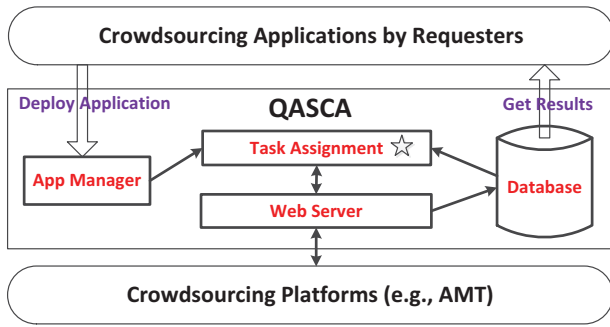 Crowdsourcing Applications by Requesters
Deploy Application
QASCA
Get Results
Task Assignment
App Manager
Database
Web Server
Crowdsourcing Platforms (e.g., AMT)